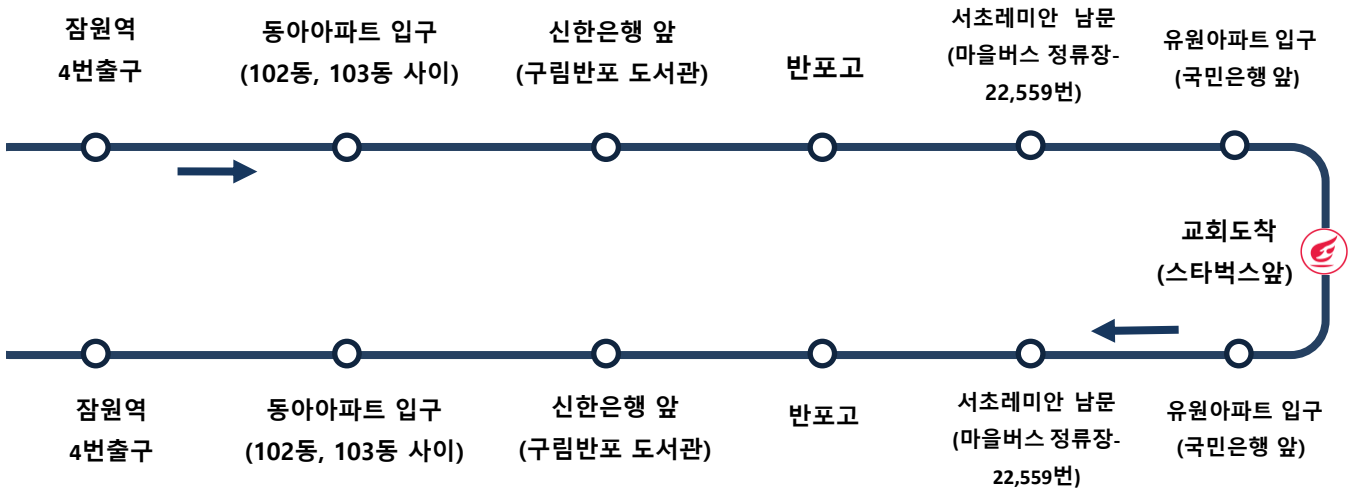 잠원역
4번출구
동아아파트 입구
(102동, 103동 사이)
신한은행 앞
(구립반포 도서관)
반포고
서초레미안 남문
(마을버스 정류장-
22,559번)
유원아파트 입구
(국민은행 앞)
교회도착
(스타벅스앞)
잠원역
4번출구
동아아파트 입구
(102동, 103동 사이)
신한은행 앞
(구림반포 도서관)
반포고
서초레미안 남문
(마을버스 정류장-
22,559번)
유원아파트 입구
(국민은행 앞)